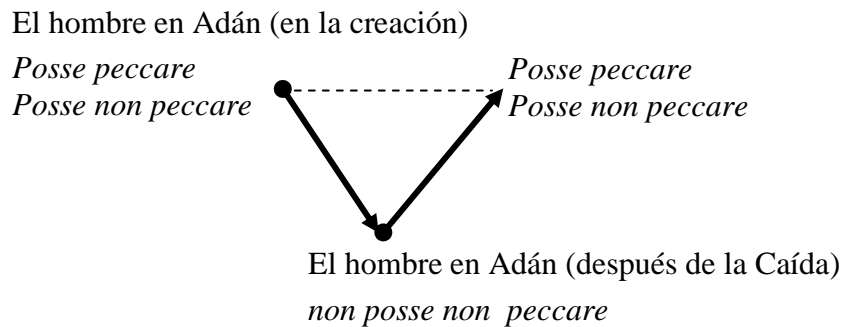 El hombre en Adán (en la creación)
Posse peccare
Posse non peccare
Posse peccare
Posse non peccare
El hombre en Adán (después de la Caída)
non posse non peccare